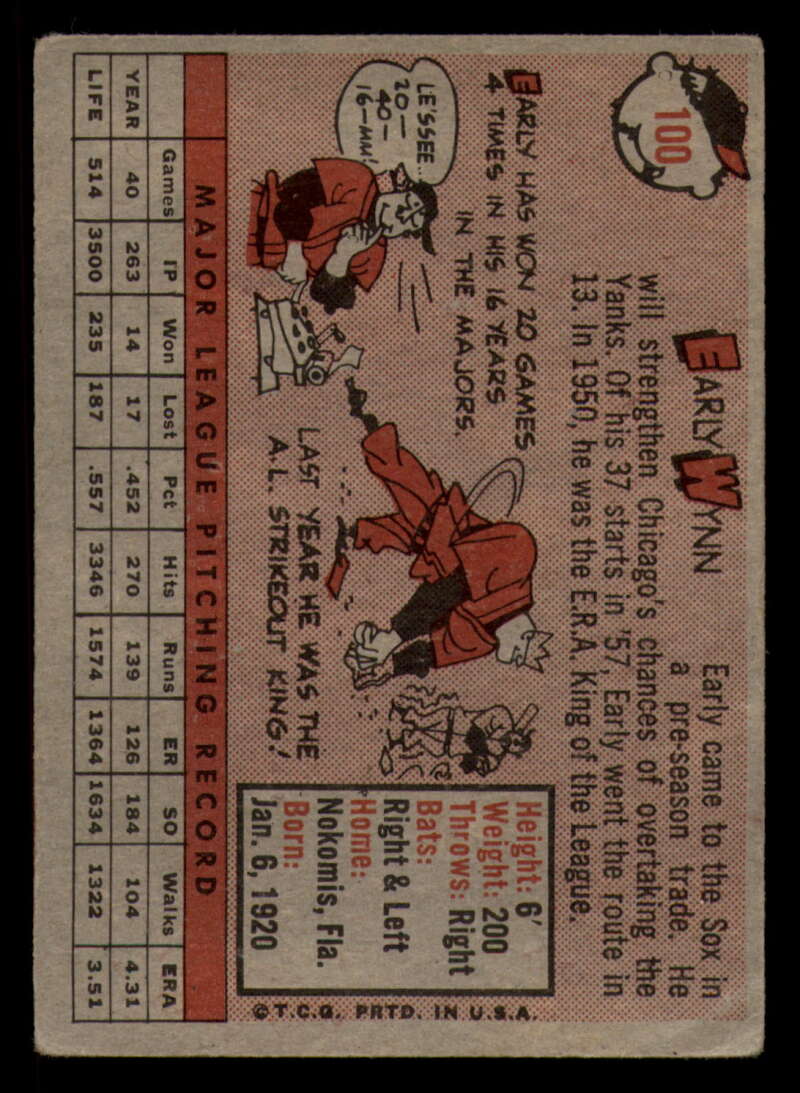 100
EARLY WYNN
Early came to the Sox in
a pre-season trade. He
will strengthen Chicago's chances of overtaking the
Yanks. Of his 37 starts in '57, Early went the route in
13. In 1950, he was the E.R.A. King of the League.
EARLY HAS WON 20 GAMES
4 TIMES IN HIS 16 YEARS
IN THE MAJORS.
LE'SSEE...
20—
40—
16—MM!
LAST YEAR HE WAS THE
A.L. STRIKEOUT KING!
Height: 6'
Weight: 200
Throws: Right
Bats:
Right & Left
Home:
Nokomis, Fla.
Born:
Jan. 6, 1920
© T.C.G. PRTD. IN U.S.A.
MAJOR LEAGUE PITCHING RECORD
Games IP Won Lost Pct Hits Runs ER SO Walks ERA
YEAR 40 263 14 17 .452 270 139 126 184 104 4.31
LIFE 514 3500 235 187 .557 3346 1574 1364 1634 1322 3.51